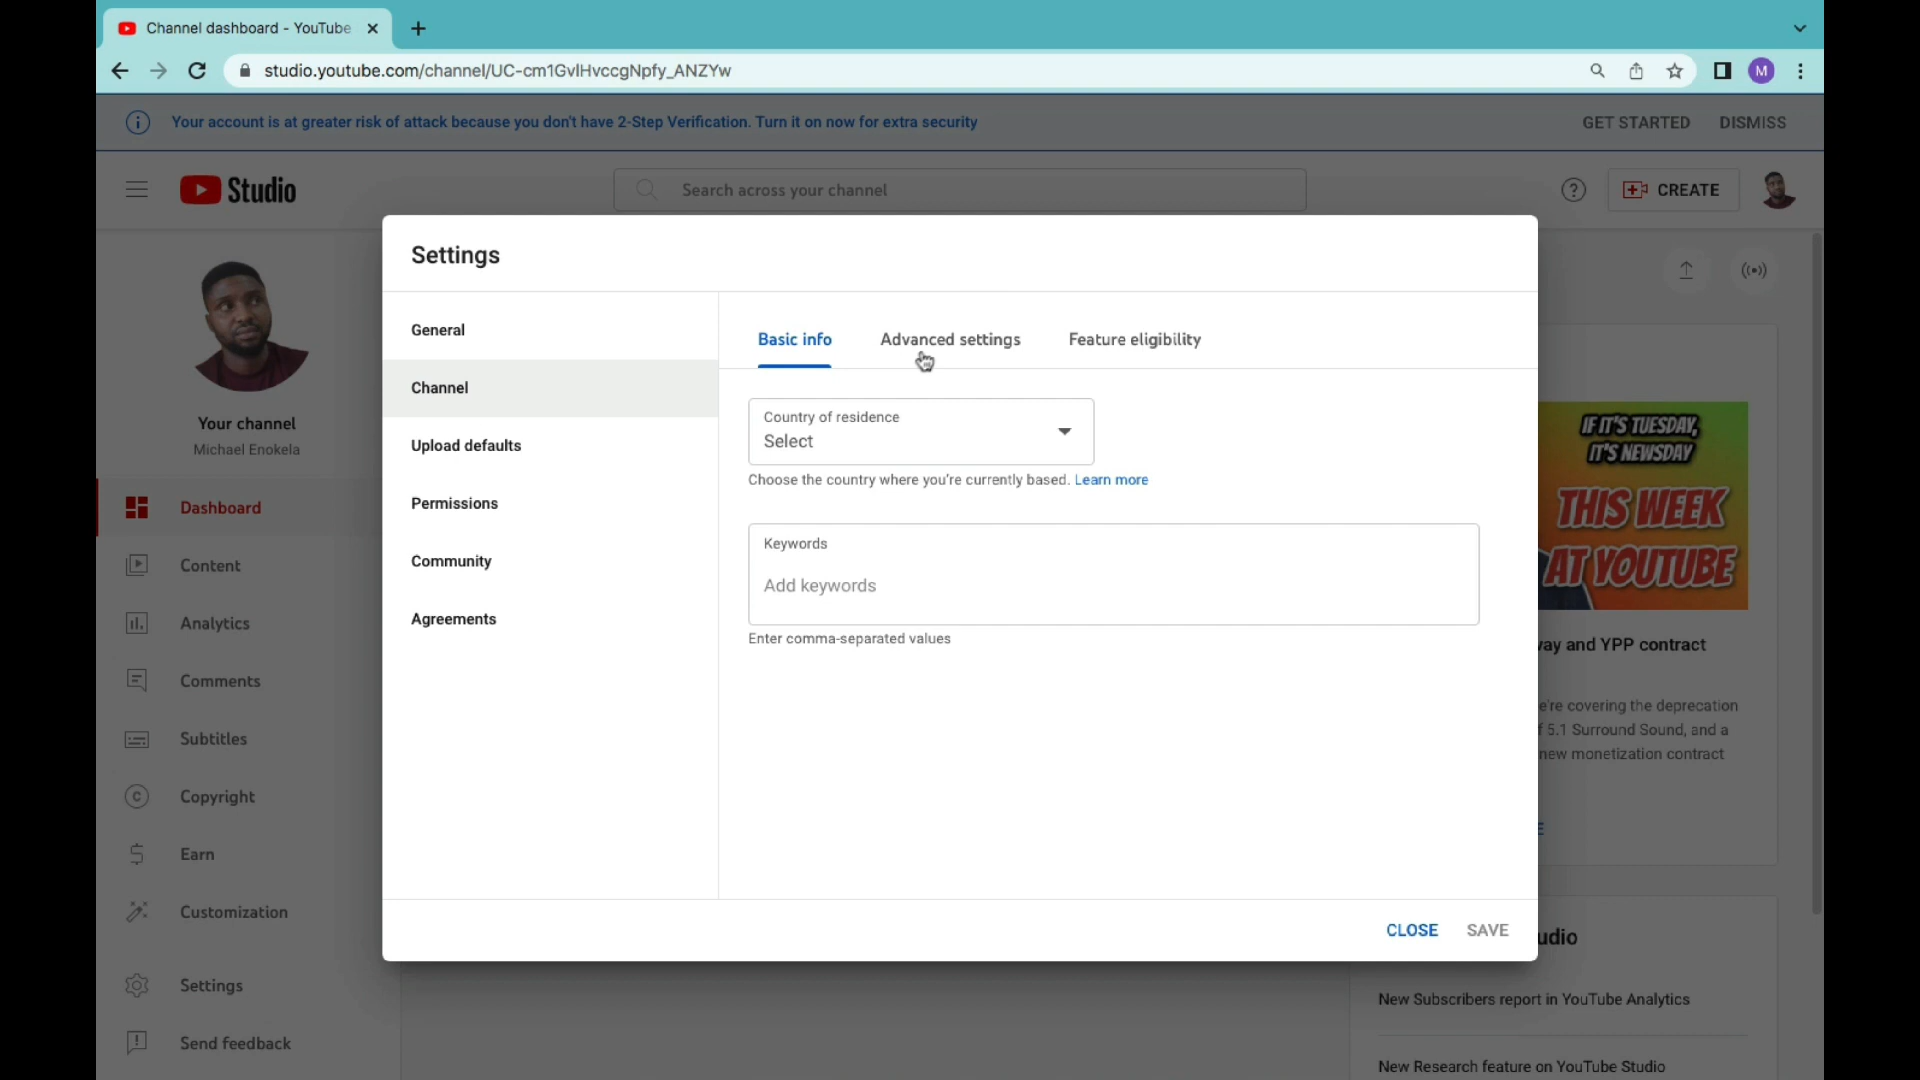 Channel dashboard - YouTube
studio.youtube.com/channel/UC-cm1GvlHvccgNpfy_ANZYw
M
Your account is at greater risk of attack because you don't have 2-Step Verification. Turn it on now for extra security
GET STARTED
DISMISS
Studio
Search across your channel
CREATE
Settings
General
Channel
Upload defaults
Permissions
Community
Agreements
Basic info
Advanced settings
Feature eligibility
Country of residence
Select
Choose the country where you're currently based. Learn more
Keywords
Add keywords
Enter comma-separated values
CLOSE
SAVE
Your channel
Michael Enokela
Dashboard
Content
Analytics
Comments
Subtitles
Copyright
Earn
Customization
Settings
Send feedback
IF IT'S TUESDAY,
IT'S NEWSDAY
THIS WEEK
AT YOUTUBE
and YPP contract
covering the deprecation
5.1 Surround Sound, and a
new monetization contract
New Subscribers report in YouTube Analytics
New Research feature on YouTube Studio